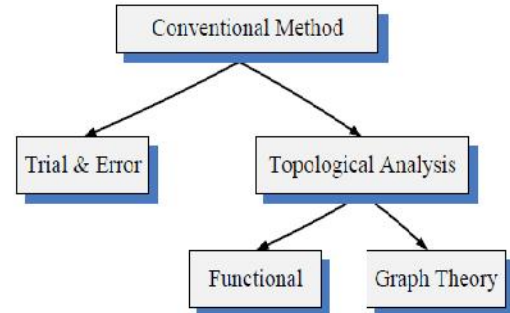 Conventional Method
Trial & Error
Topological Analysis
Functional
Graph Theory